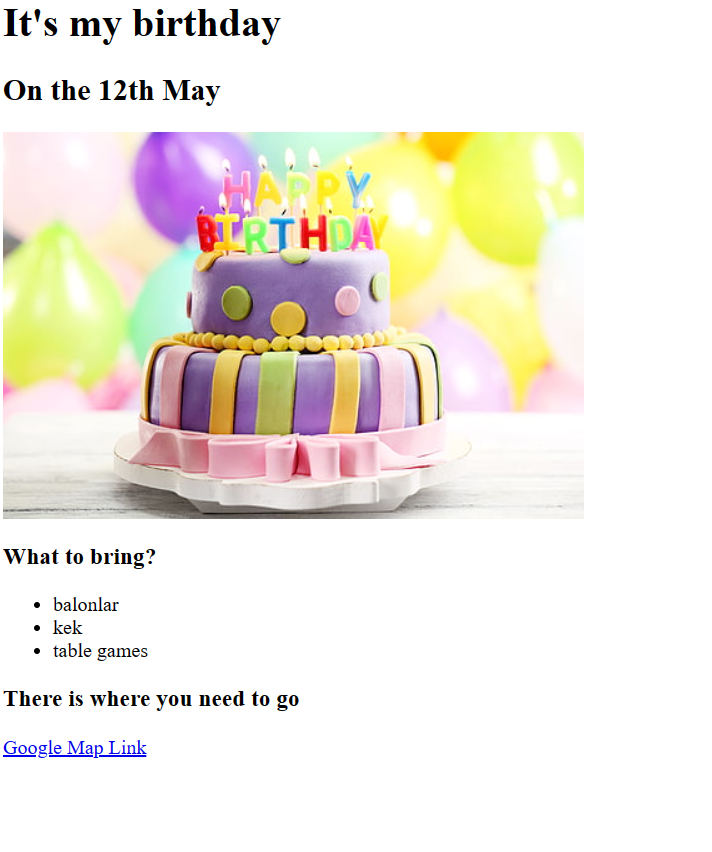 It's my birthday
On the 12th May
HAPPY
BIRTHDAY
What to bring?
balonlar
kek
table games
There is where you need to go
Google Map Link